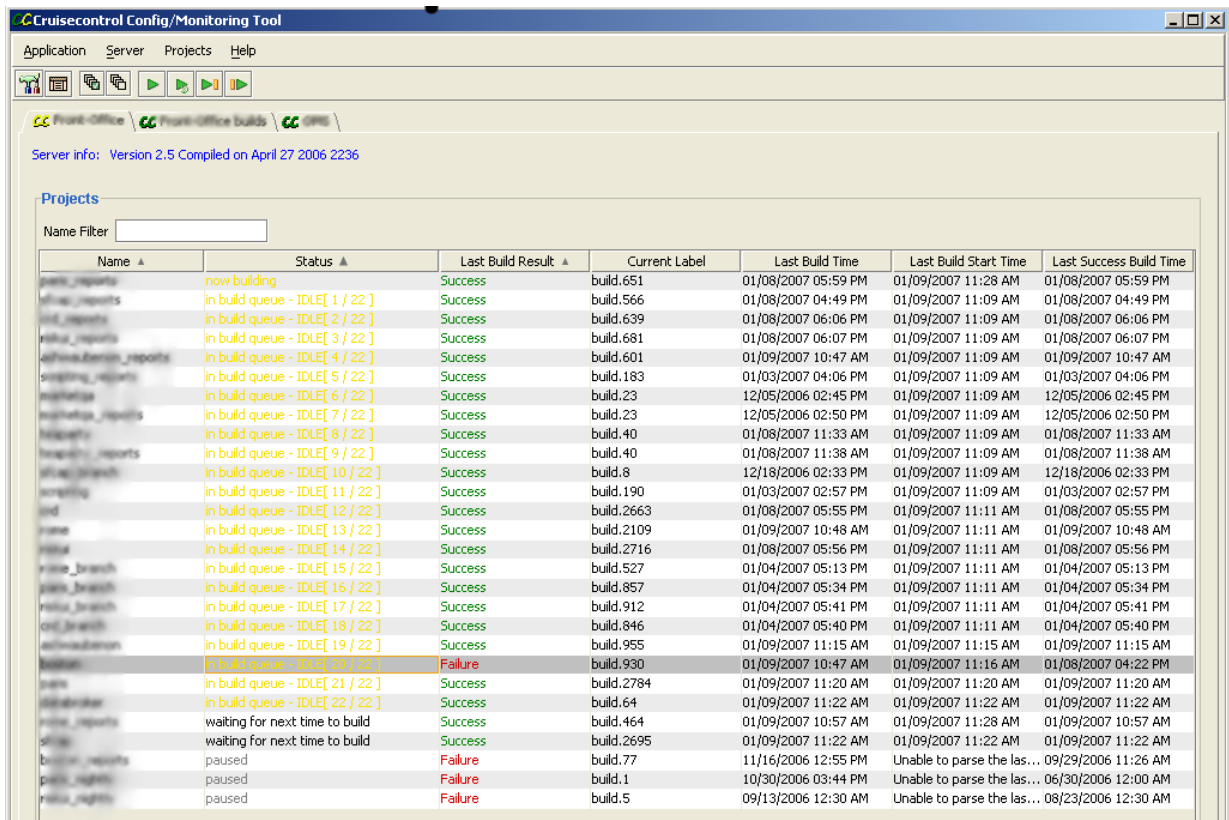 Cruisecontrol Config/Monitoring Tool
Application Server Projects Help
Front-Office Front-Office builds
Server info: Version 2.5 Compiled on April 27 2006 2236
Projects
Name Filter
Name Status Last Build Result Current Label Last Build Time Last Build Start Time Last Success Build Time
now building Success build.651 01/08/2007 05:59 PM 01/09/2007 11:28 AM 01/08/2007 05:59 PM
in build queue - IDLE[ 1 / 22 ] Success build.566 01/08/2007 04:49 PM 01/09/2007 11:09 AM 01/08/2007 04:49 PM
in build queue - IDLE[ 2 / 22 ] Success build.639 01/08/2007 06:06 PM 01/09/2007 11:09 AM 01/08/2007 06:06 PM
in build queue - IDLE[ 3 / 22 ] Success build.681 01/08/2007 06:07 PM 01/09/2007 11:09 AM 01/08/2007 06:07 PM
in build queue - IDLE[ 4 / 22 ] Success build.601 01/09/2007 10:47 AM 01/09/2007 11:09 AM 01/09/2007 10:47 AM
in build queue - IDLE[ 5 / 22 ] Success build.183 01/03/2007 04:06 PM 01/09/2007 11:09 AM 01/03/2007 04:06 PM
in build queue - IDLE[ 6 / 22 ] Success build.23 12/05/2006 02:45 PM 01/09/2007 11:09 AM 12/05/2006 02:45 PM
in build queue - IDLE[ 7 / 22 ] Success build.23 12/05/2006 02:50 PM 01/09/2007 11:09 AM 12/05/2006 02:50 PM
in build queue - IDLE[ 8 / 22 ] Success build.40 01/08/2007 11:33 AM 01/09/2007 11:09 AM 01/08/2007 11:33 AM
in build queue - IDLE[ 9 / 22 ] Success build.40 01/08/2007 11:38 AM 01/09/2007 11:09 AM 01/08/2007 11:38 AM
in build queue - IDLE[ 10 / 22 ] Success build.8 12/18/2006 02:33 PM 01/09/2007 11:09 AM 12/18/2006 02:33 PM
in build queue - IDLE[ 11 / 22 ] Success build.190 01/03/2007 02:57 PM 01/09/2007 11:09 AM 01/03/2007 02:57 PM
in build queue - IDLE[ 12 / 22 ] Success build.2663 01/08/2007 05:55 PM 01/09/2007 11:11 AM 01/08/2007 05:55 PM
in build queue - IDLE[ 13 / 22 ] Success build.2109 01/09/2007 10:48 AM 01/09/2007 11:11 AM 01/09/2007 10:48 AM
in build queue - IDLE[ 14 / 22 ] Success build.2716 01/08/2007 05:56 PM 01/09/2007 11:11 AM 01/08/2007 05:56 PM
in build queue - IDLE[ 15 / 22 ] Success build.527 01/04/2007 05:13 PM 01/09/2007 11:11 AM 01/04/2007 05:13 PM
in build queue - IDLE[ 16 / 22 ] Success build.857 01/04/2007 05:34 PM 01/09/2007 11:11 AM 01/04/2007 05:34 PM
in build queue - IDLE[ 17 / 22 ] Success build.912 01/04/2007 05:41 PM 01/09/2007 11:11 AM 01/04/2007 05:41 PM
in build queue - IDLE[ 18 / 22 ] Success build.846 01/04/2007 05:40 PM 01/09/2007 11:11 AM 01/04/2007 05:40 PM
in build queue - IDLE[ 19 / 22 ] Success build.955 01/09/2007 11:15 AM 01/09/2007 11:15 AM 01/09/2007 11:15 AM
in build queue - IDLE[ 20 / 22 ] Failure build.930 01/09/2007 10:47 AM 01/09/2007 11:16 AM 01/08/2007 04:22 PM
in build queue - IDLE[ 21 / 22 ] Success build.2784 01/09/2007 11:20 AM 01/09/2007 11:20 AM 01/09/2007 11:20 AM
in build queue - IDLE[ 22 / 22 ] Success build.64 01/09/2007 11:22 AM 01/09/2007 11:22 AM 01/09/2007 11:22 AM
waiting for next time to build Success build.464 01/09/2007 10:57 AM 01/09/2007 11:28 AM 01/09/2007 10:57 AM
waiting for next time to build Success build.2695 01/09/2007 11:22 AM 01/09/2007 11:22 AM 01/09/2007 11:22 AM
paused Failure build.77 11/16/2006 12:55 PM Unable to parse the las... 09/29/2006 11:26 AM
paused Failure build.1 10/30/2006 03:44 PM Unable to parse the las... 06/30/2006 12:00 AM
paused Failure build.5 09/13/2006 12:30 AM Unable to parse the las... 08/23/2006 12:30 AM